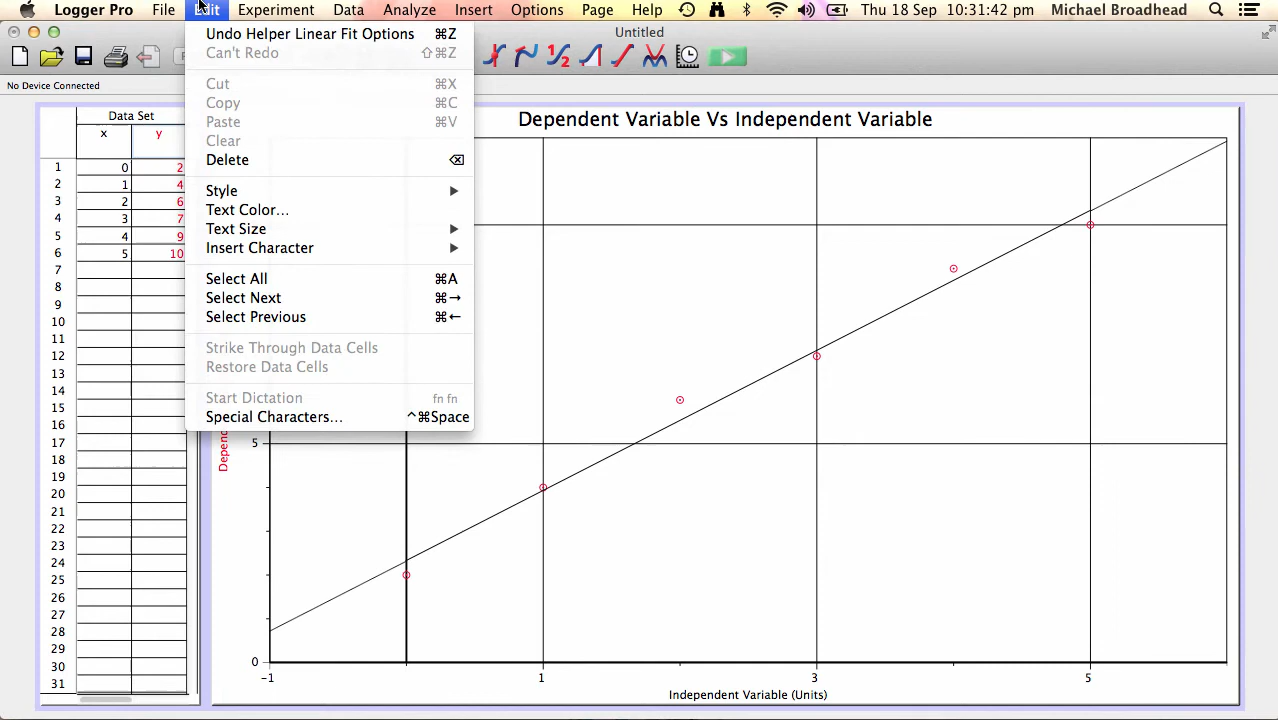 Logger Pro File Edit Experiment Data Analyze Insert Options Page Help Thu 18 Sep 10:31:42 pm Michael Broadhead
Untitled
No Device Connected
Data Set
x y
1 0 2
2 1 4
3 2 6
4 3 7
5 4 9
6 5 10
7
8
9
10
11
12
13
14
15
16
17
18
19
20
21
22
23
24
25
26
27
28
29
30
31
Undo Helper Linear Fit Options ⌘Z
Can't Redo ⇧⌘Z
Cut ⌘X
Copy ⌘C
Paste ⌘V
Clear
Delete ⌫
Style
Text Color...
Text Size
Insert Character
Select All ⌘A
Select Next ⌘→
Select Previous ⌘←
Strike Through Data Cells
Restore Data Cells
Start Dictation fn fn
Special Characters... ^⌘Space
Dependent Variable Vs Independent Variable
5
0
-1 1 3 5
Independent Variable (Units)